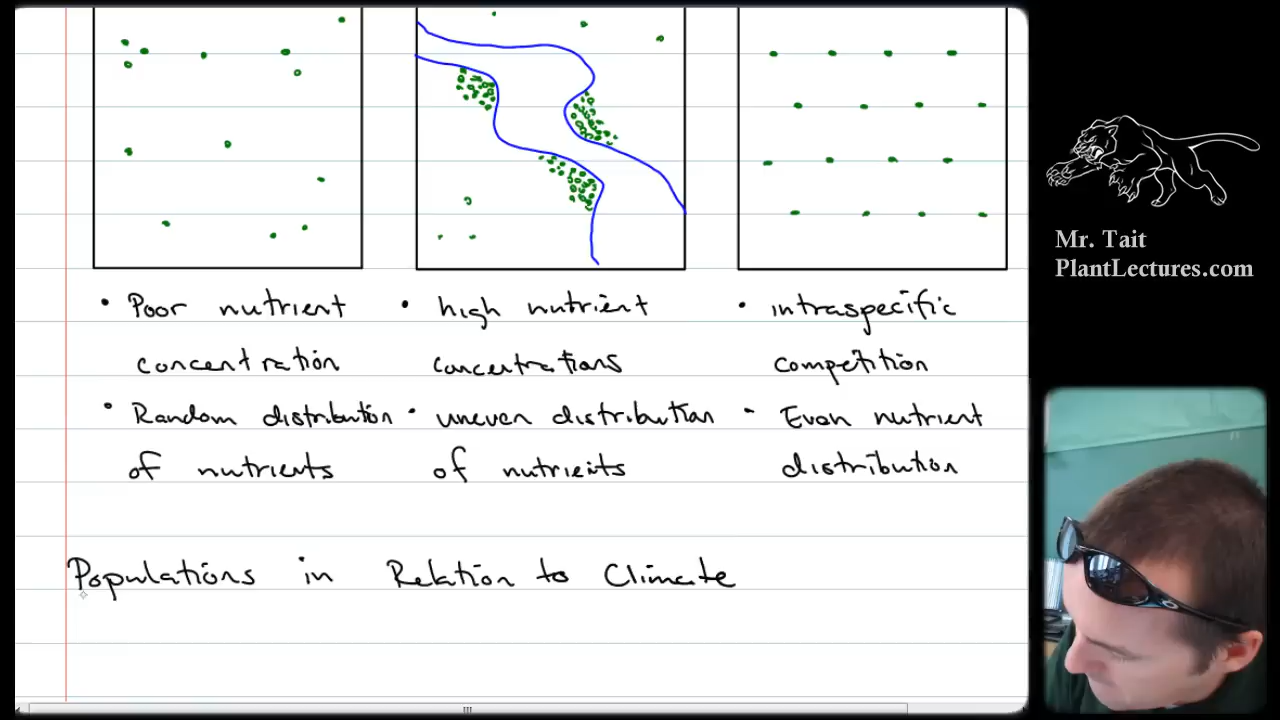 • Poor nutrient
concentration
• Random distribution
of nutrients
• high nutrient
concentrations
• uneven distribution
of nutrients
• intraspecific
competition
• Even nutrient
distribution
Populations in Relation to Climate
Mr. Tait
PlantLectures.com